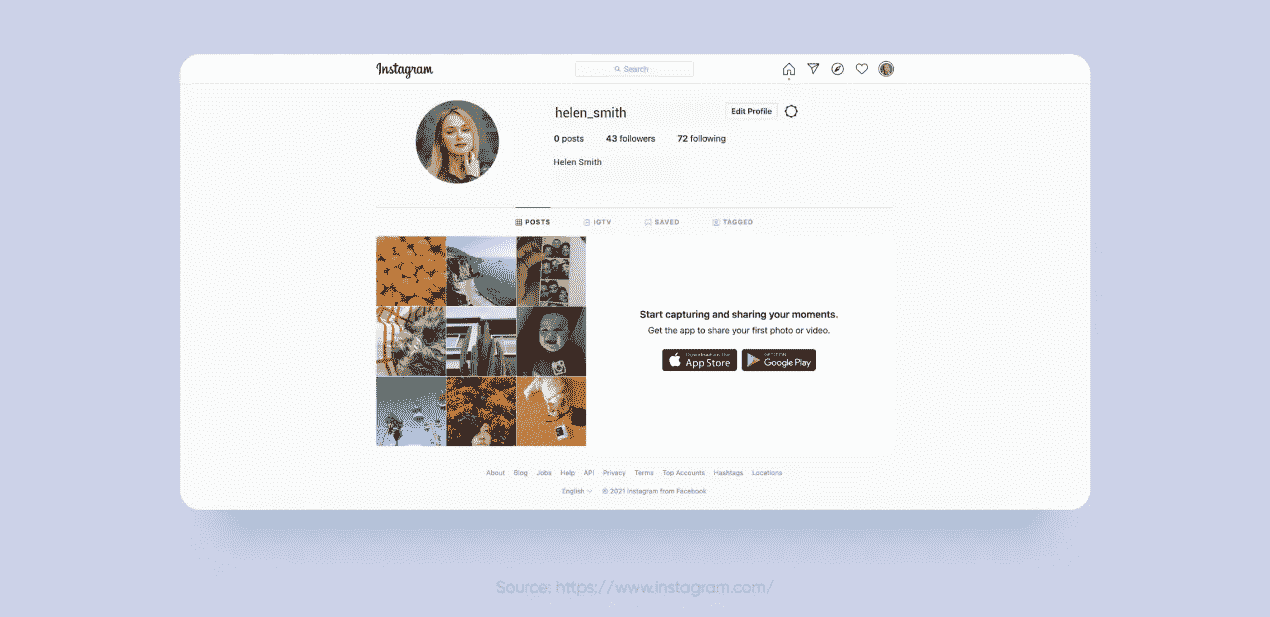 Instagram
Search
helen_smith
Edit Profile
0 posts 43 followers 72 following
Helen Smith
POSTS IGTV SAVED TAGGED
Start capturing and sharing your moments.
Get the app to share your first photo or video.
Download on the
App Store
GET IT ON
Google Play
About Blog Jobs Help API Privacy Terms Top Accounts Hashtags Locations
English © 2021 Instagram from Facebook
Source: https://www.instagram.com/